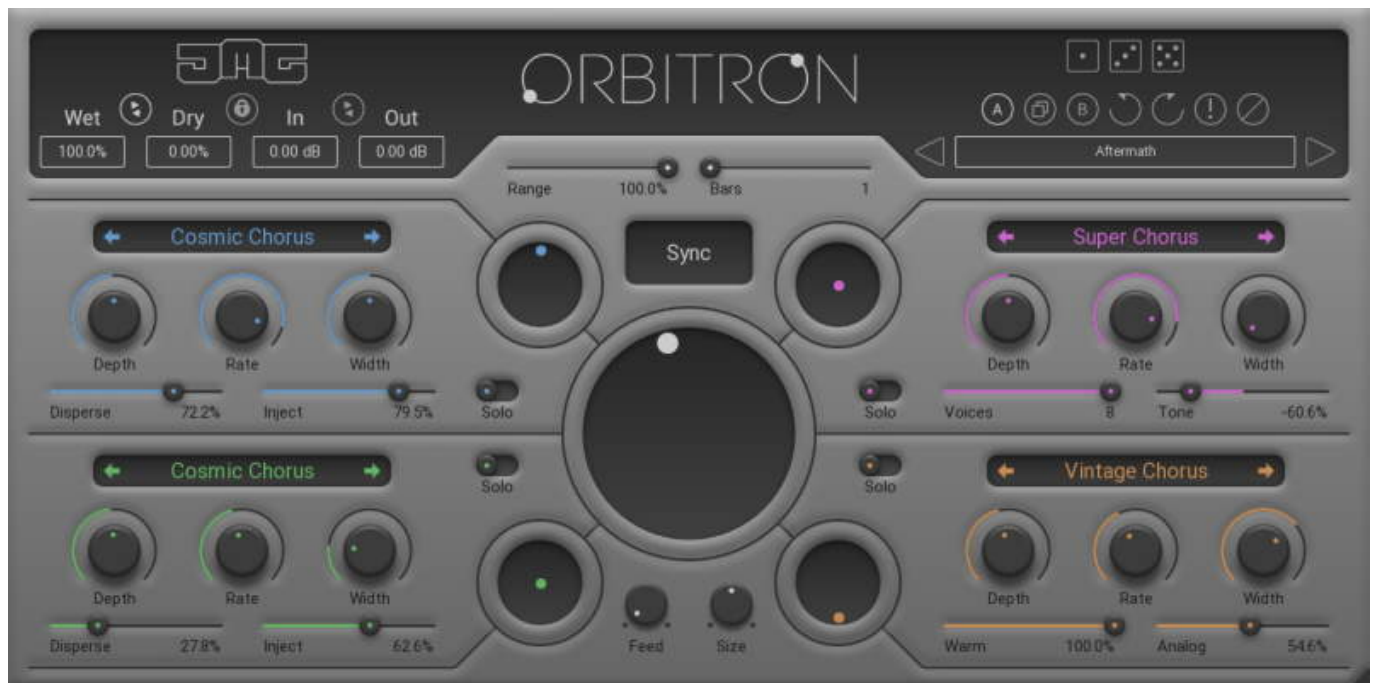 JMG
ORBITRON
Wet Dry In Out
100.0% 0.00% 0.00 dB 0.00 dB
A B !
Aftermath
Range 100.0% Bars 1
Sync
Cosmic Chorus
Depth Rate Width
Disperse 72.2% Inject 79.5%
Solo
Super Chorus
Depth Rate Width
Voices 8 Tone -60.6%
Solo
Cosmic Chorus
Depth Rate Width
Disperse 27.8% Inject 62.6%
Solo
Vintage Chorus
Depth Rate Width
Warm 100.0% Analog 54.6%
Solo
Feed Size